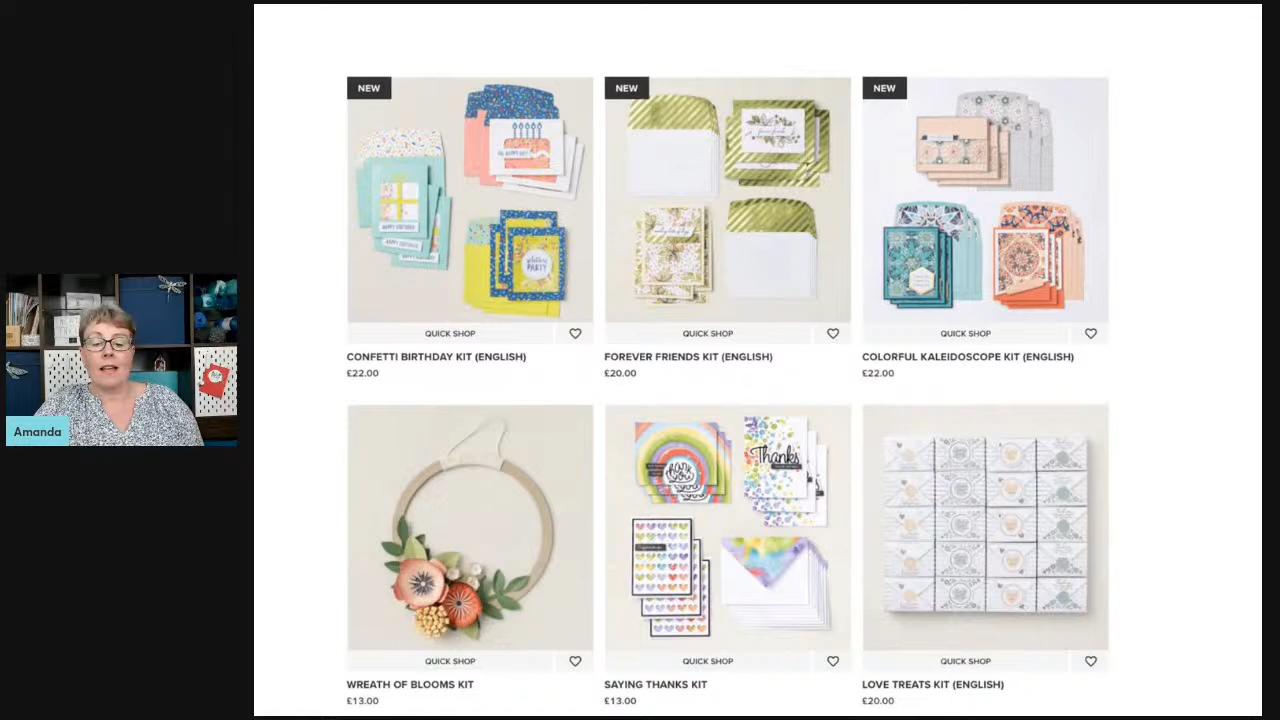 NEW
NEW
NEW
QUICK SHOP
QUICK SHOP
QUICK SHOP
CONFETTI BIRTHDAY KIT (ENGLISH)
FOREVER FRIENDS KIT (ENGLISH)
COLORFUL KALEIDOSCOPE KIT (ENGLISH)
£22.00
£20.00
£22.00
Amanda
Thanks
QUICK SHOP
QUICK SHOP
QUICK SHOP
WREATH OF BLOOMS KIT
SAYING THANKS KIT
LOVE TREATS KIT (ENGLISH)
£13.00
£13.00
£20.00